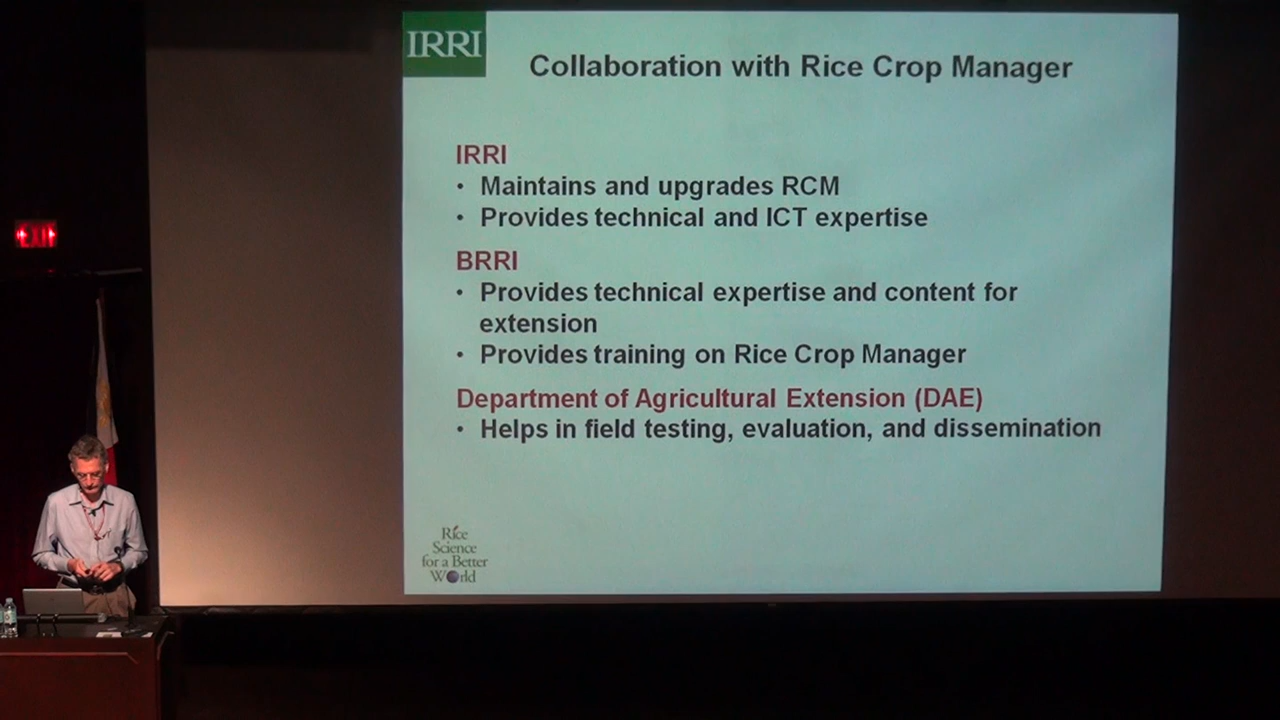 IRRI
Collaboration with Rice Crop Manager
IRRI
• Maintains and upgrades RCM
• Provides technical and ICT expertise
BRRI
• Provides technical expertise and content for
extension
• Provides training on Rice Crop Manager
Department of Agricultural Extension (DAE)
• Helps in field testing, evaluation, and dissemination
Rice
Science
for a Better
World
EXIT